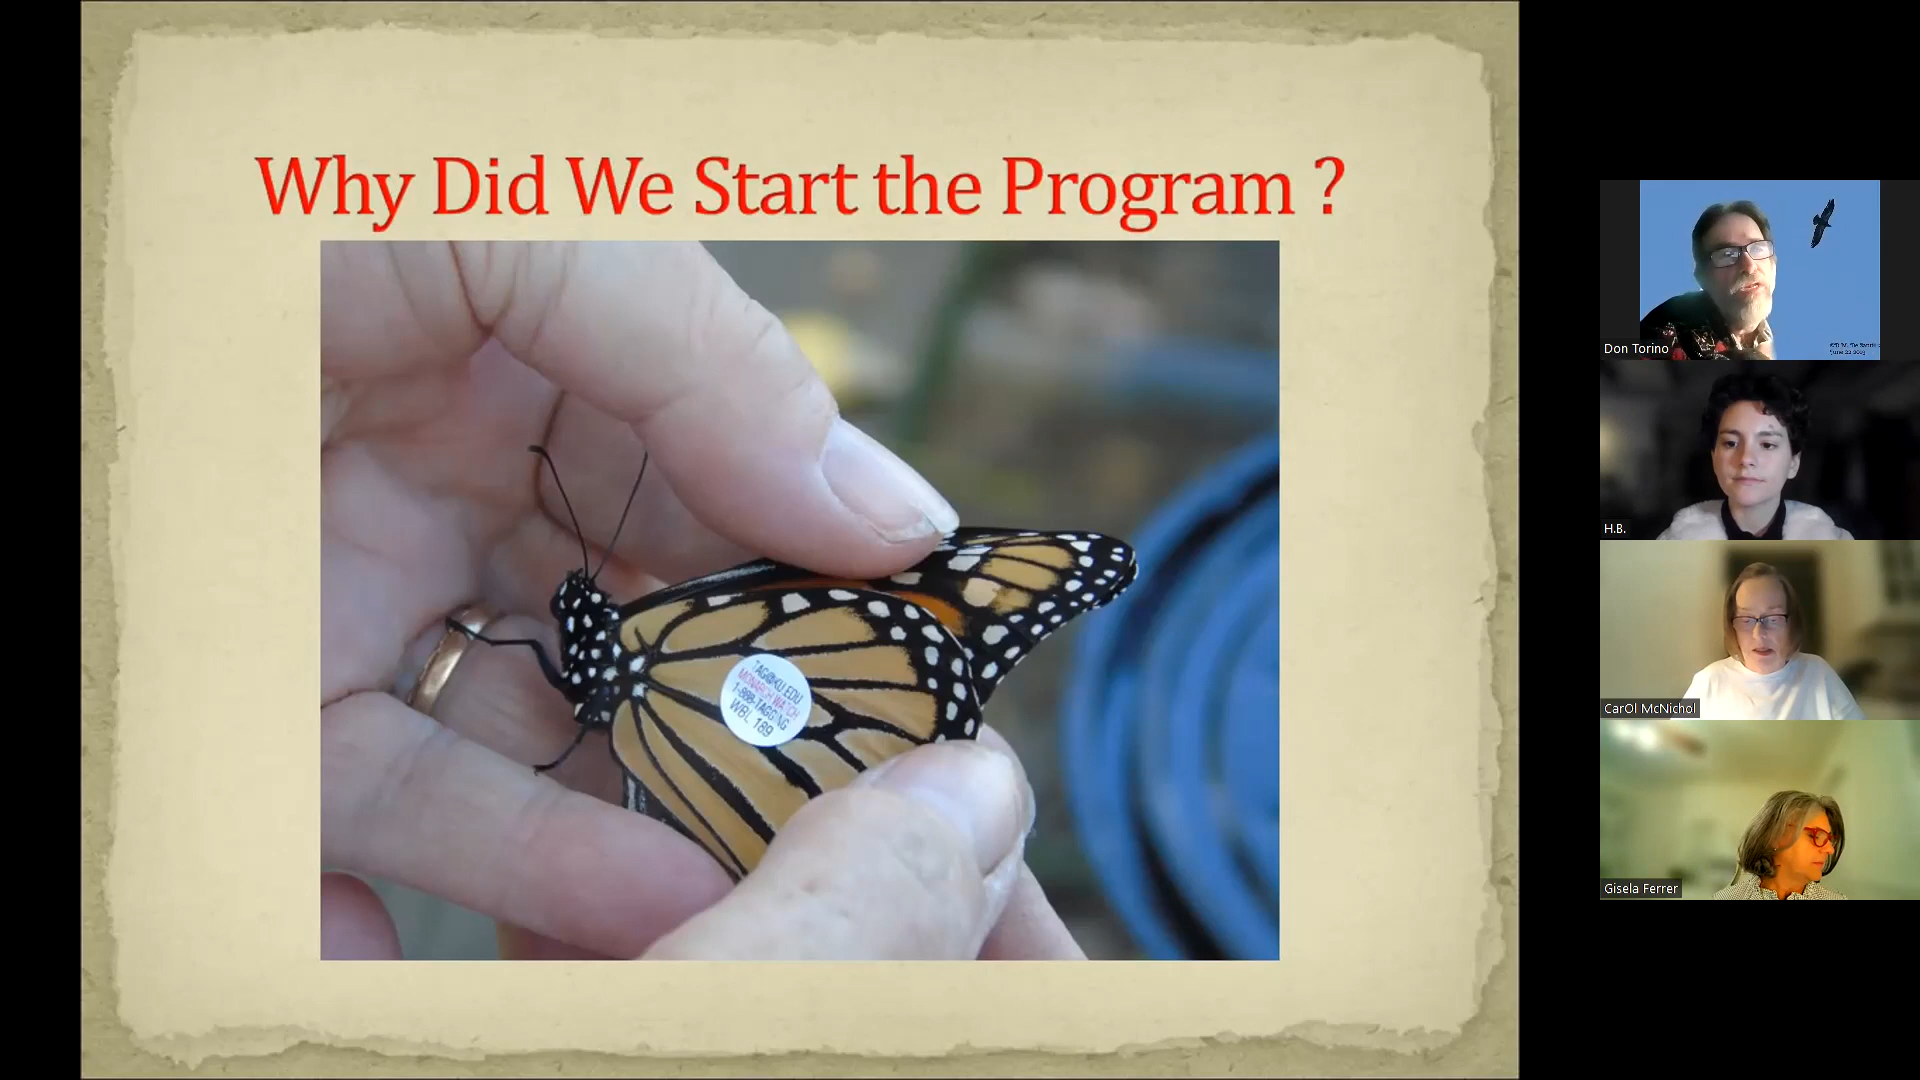 Why Did We Start the Program ?
TAG@KU.EDU
MONARCH WATCH
1-888-TAGGING
WBL 189
Don Torino
H.B.
CarOl McNichol
Gisela Ferrer